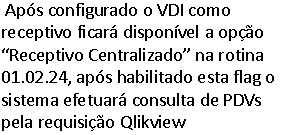 Após configurado o VDI como
receptivo ficará disponível a opção
“Receptivo Centralizado” na rotina
01.02.24, após habilitado esta flag o
sistema efetuará consulta de PDVs
pela requisição Qlikview